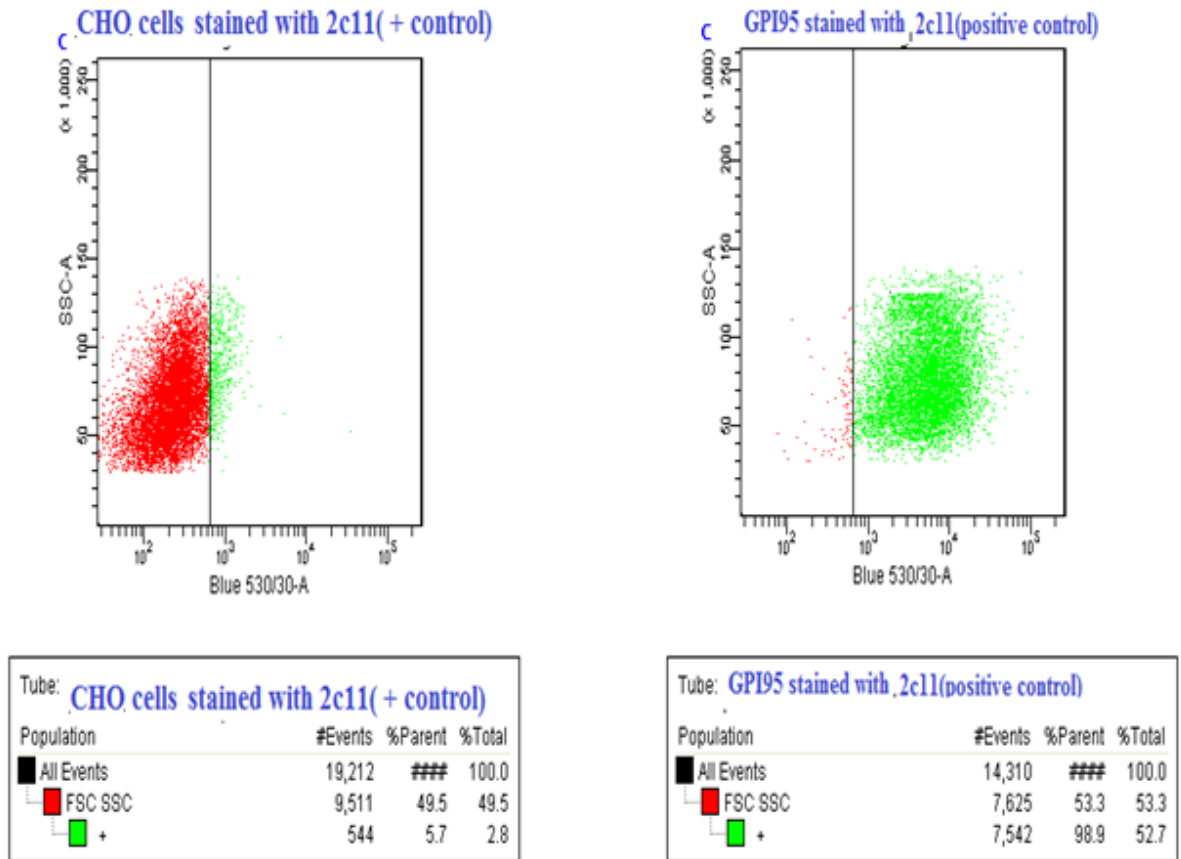 CHO cells stained with 2c11( + control)
C
(x 1,000)
250
200
150
100
50
SSC-A
10^2 10^3 10^4 10^5
Blue 530/30-A
C
GPI95 stained with 2c11(positive control)
(x 1,000)
250
200
150
100
50
SSC-A
10^2 10^3 10^4 10^5
Blue 530/30-A
Tube: CHO cells stained with 2c11( + control)
Population #Events %Parent %Total
All Events 19,212 #### 100.0
FSC SSC 9,511 49.5 49.5
+ 544 5.7 2.8
Tube: GPI95 stained with 2c11(positive control)
Population #Events %Parent %Total
All Events 14,310 #### 100.0
FSC SSC 7,625 53.3 53.3
+ 7,542 98.9 52.7